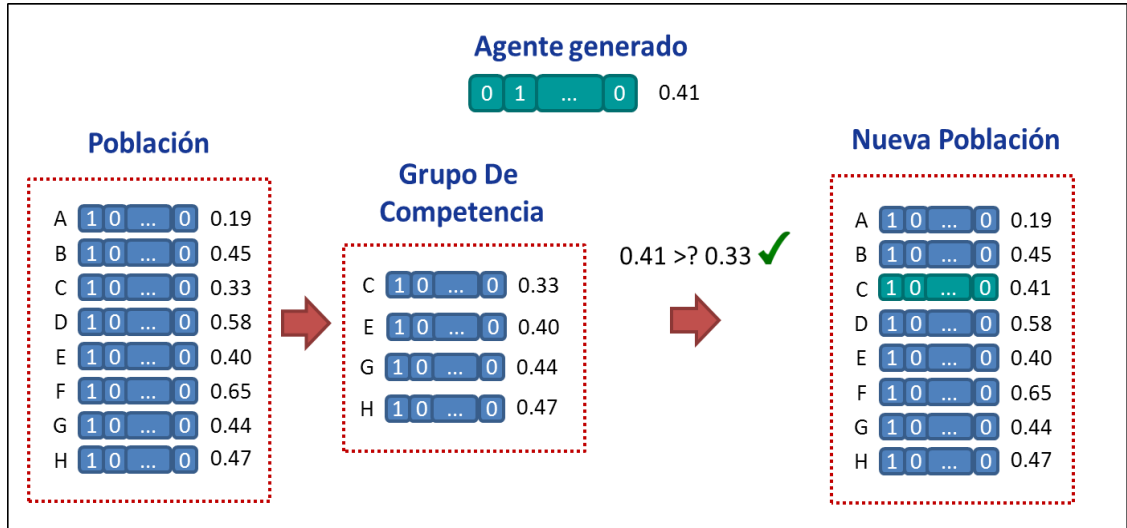 Agente generado
0 1 ... 0 0.41
Población
A 1 0 ... 0 0.19
B 1 0 ... 0 0.45
C 1 0 ... 0 0.33
D 1 0 ... 0 0.58
E 1 0 ... 0 0.40
F 1 0 ... 0 0.65
G 1 0 ... 0 0.44
H 1 0 ... 0 0.47
Grupo De
Competencia
C 1 0 ... 0 0.33
E 1 0 ... 0 0.40
G 1 0 ... 0 0.44
H 1 0 ... 0 0.47
0.41 >? 0.33 ✓
Nueva Población
A 1 0 ... 0 0.19
B 1 0 ... 0 0.45
C 1 0 ... 0 0.41
D 1 0 ... 0 0.58
E 1 0 ... 0 0.40
F 1 0 ... 0 0.65
G 1 0 ... 0 0.44
H 1 0 ... 0 0.47